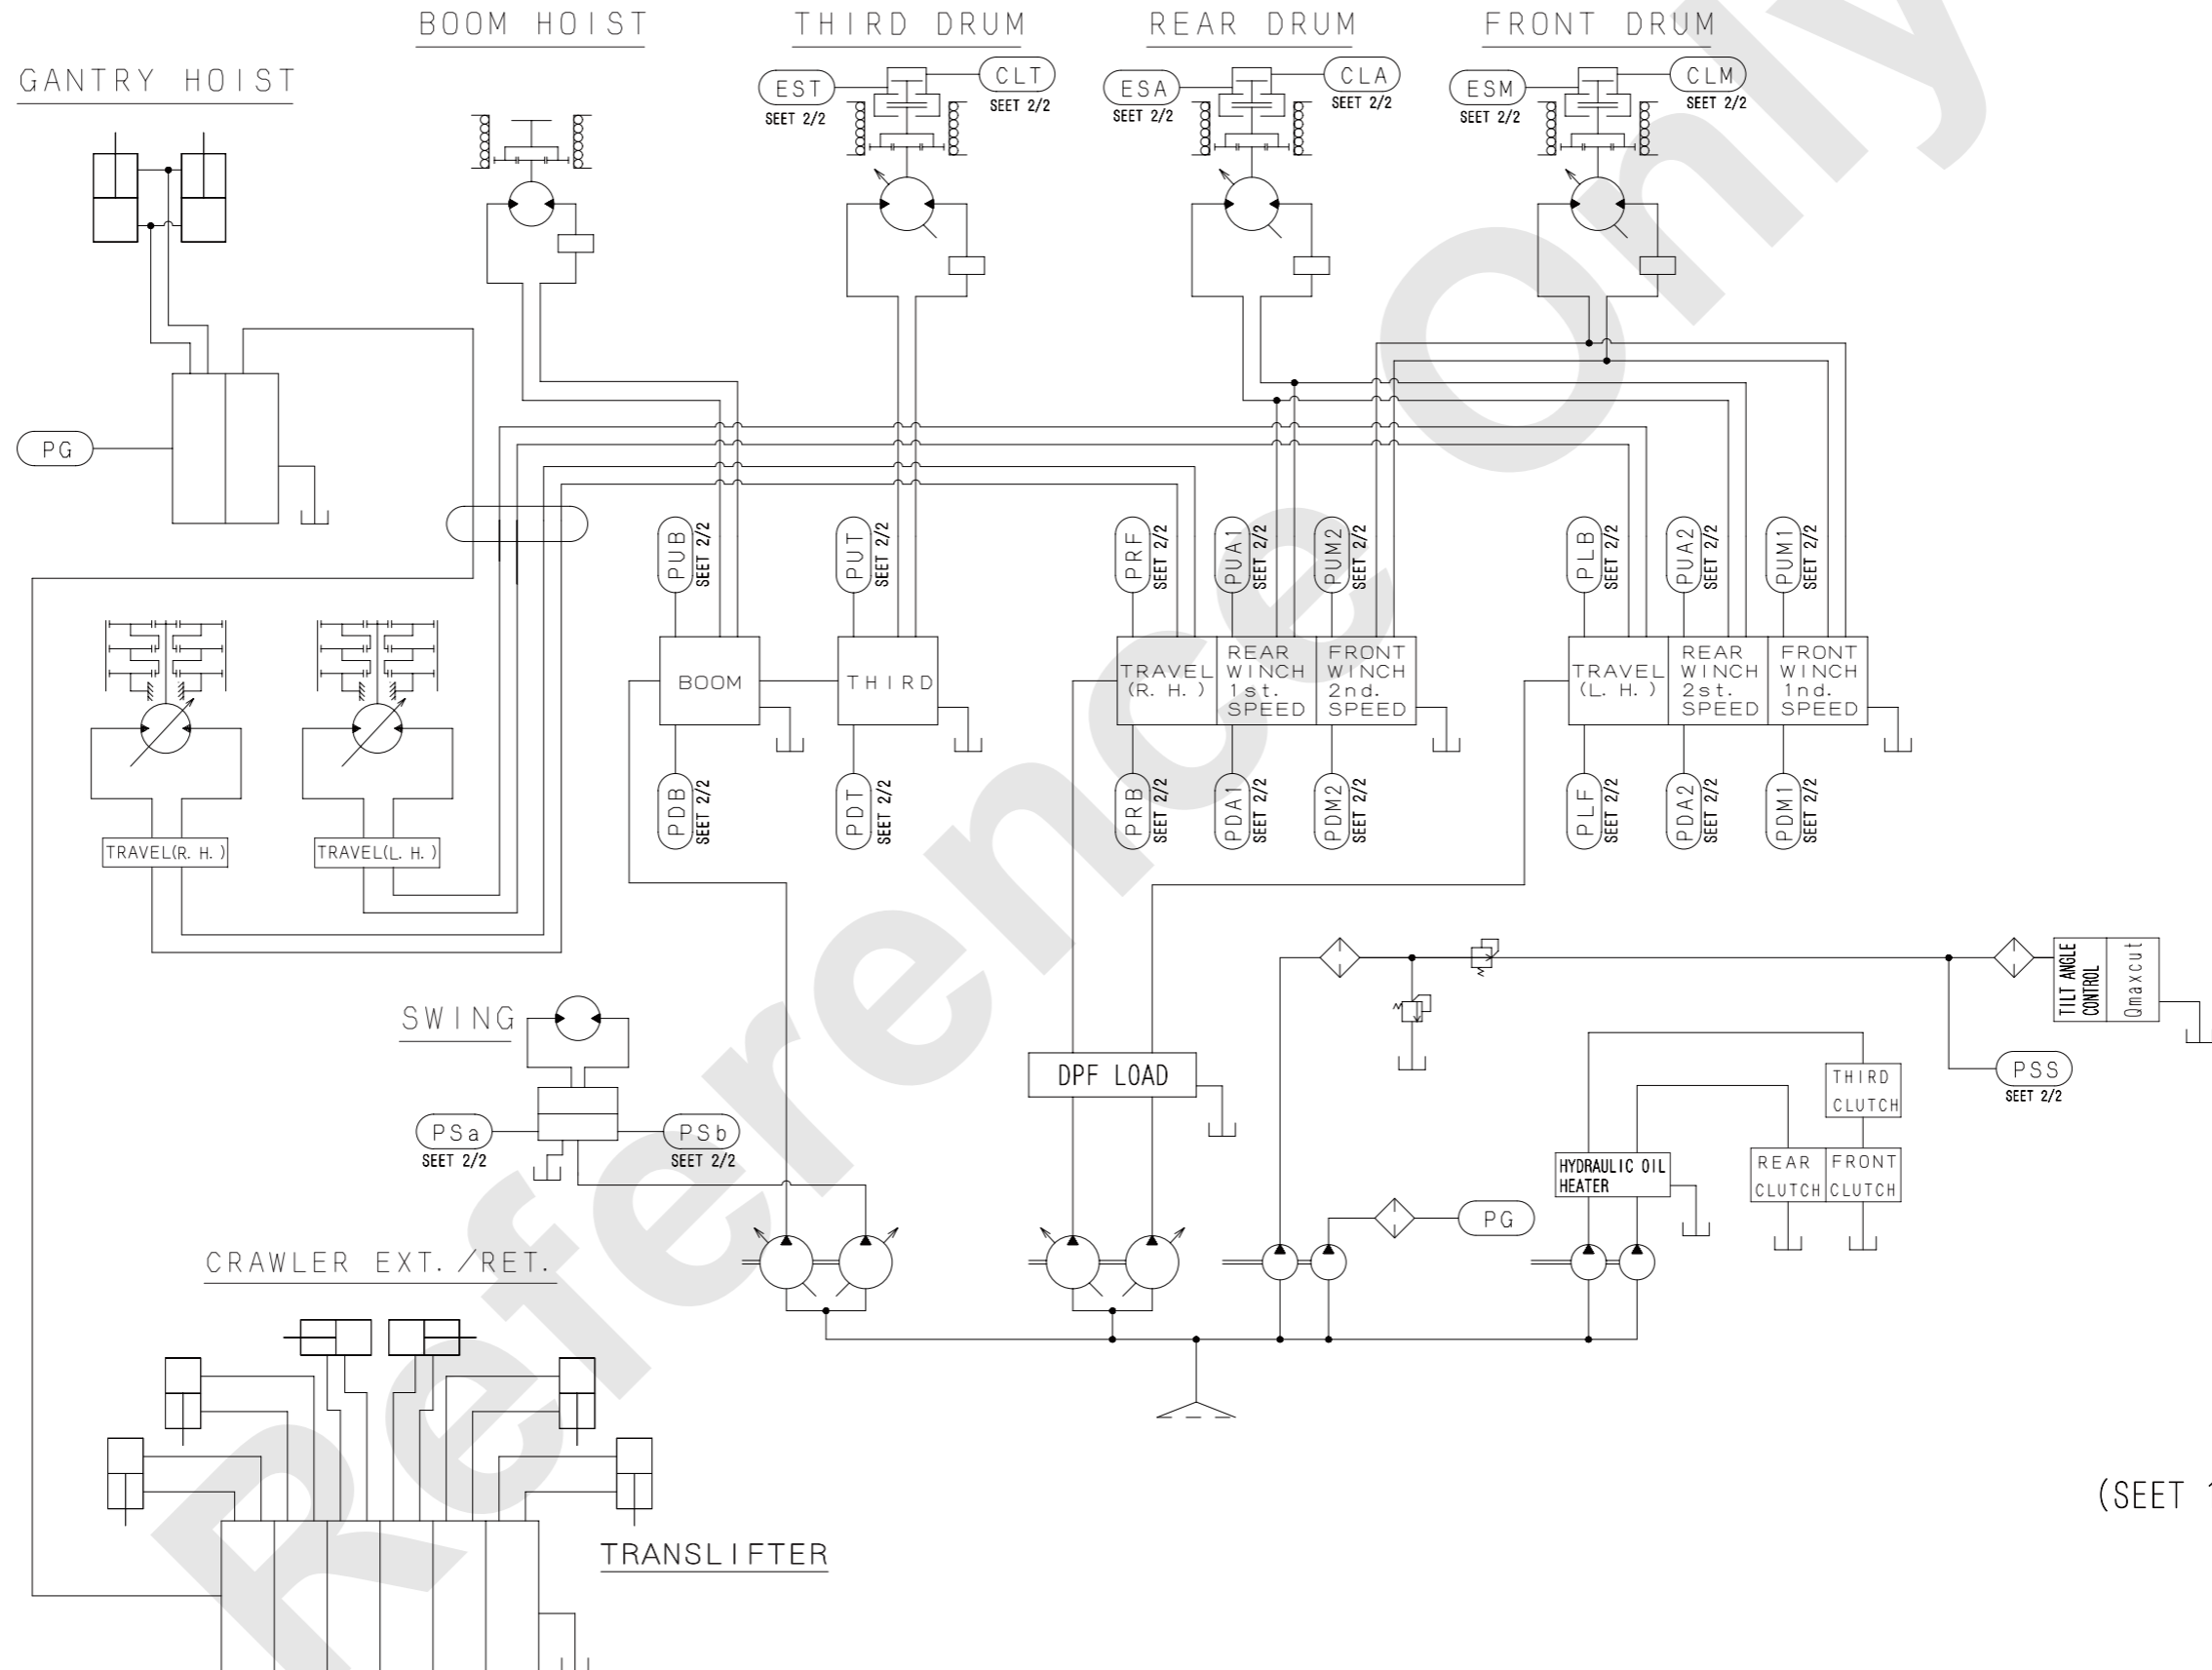 BOOM HOIST
THIRD DRUM
REAR DRUM
FRONT DRUM
GANTRY HOIST
EST
SEET 2/2
CLT
SEET 2/2
ESA
SEET 2/2
CLA
SEET 2/2
ESM
SEET 2/2
CLM
SEET 2/2
PG
PUB
SEET 2/2
PUT
SEET 2/2
PRF
SEET 2/2
PUA1
SEET 2/2
PUM2
SEET 2/2
PLB
SEET 2/2
PUA2
SEET 2/2
PUM1
SEET 2/2
BOOM
THIRD
TRAVEL
(R. H. )
REAR
WINCH
1st.
SPEED
FRONT
WINCH
2nd.
SPEED
TRAVEL
(L. H. )
REAR
WINCH
2st.
SPEED
FRONT
WINCH
1nd.
SPEED
PDB
SEET 2/2
PDT
SEET 2/2
PRB
SEET 2/2
PDA1
SEET 2/2
PDM2
SEET 2/2
PLF
SEET 2/2
PDA2
SEET 2/2
PDM1
SEET 2/2
TRAVEL(R. H. )
TRAVEL(L. H. )
TILT ANGLE
CONTROL
Qmaxcut
SWING
PSa
SEET 2/2
PSb
SEET 2/2
DPF LOAD
PSS
SEET 2/2
THIRD
CLUTCH
HYDRAULIC OIL
HEATER
REAR
CLUTCH
FRONT
CLUTCH
PG
CRAWLER EXT. /RET.
TRANSLIFTER
(SEET 1
Reference Only